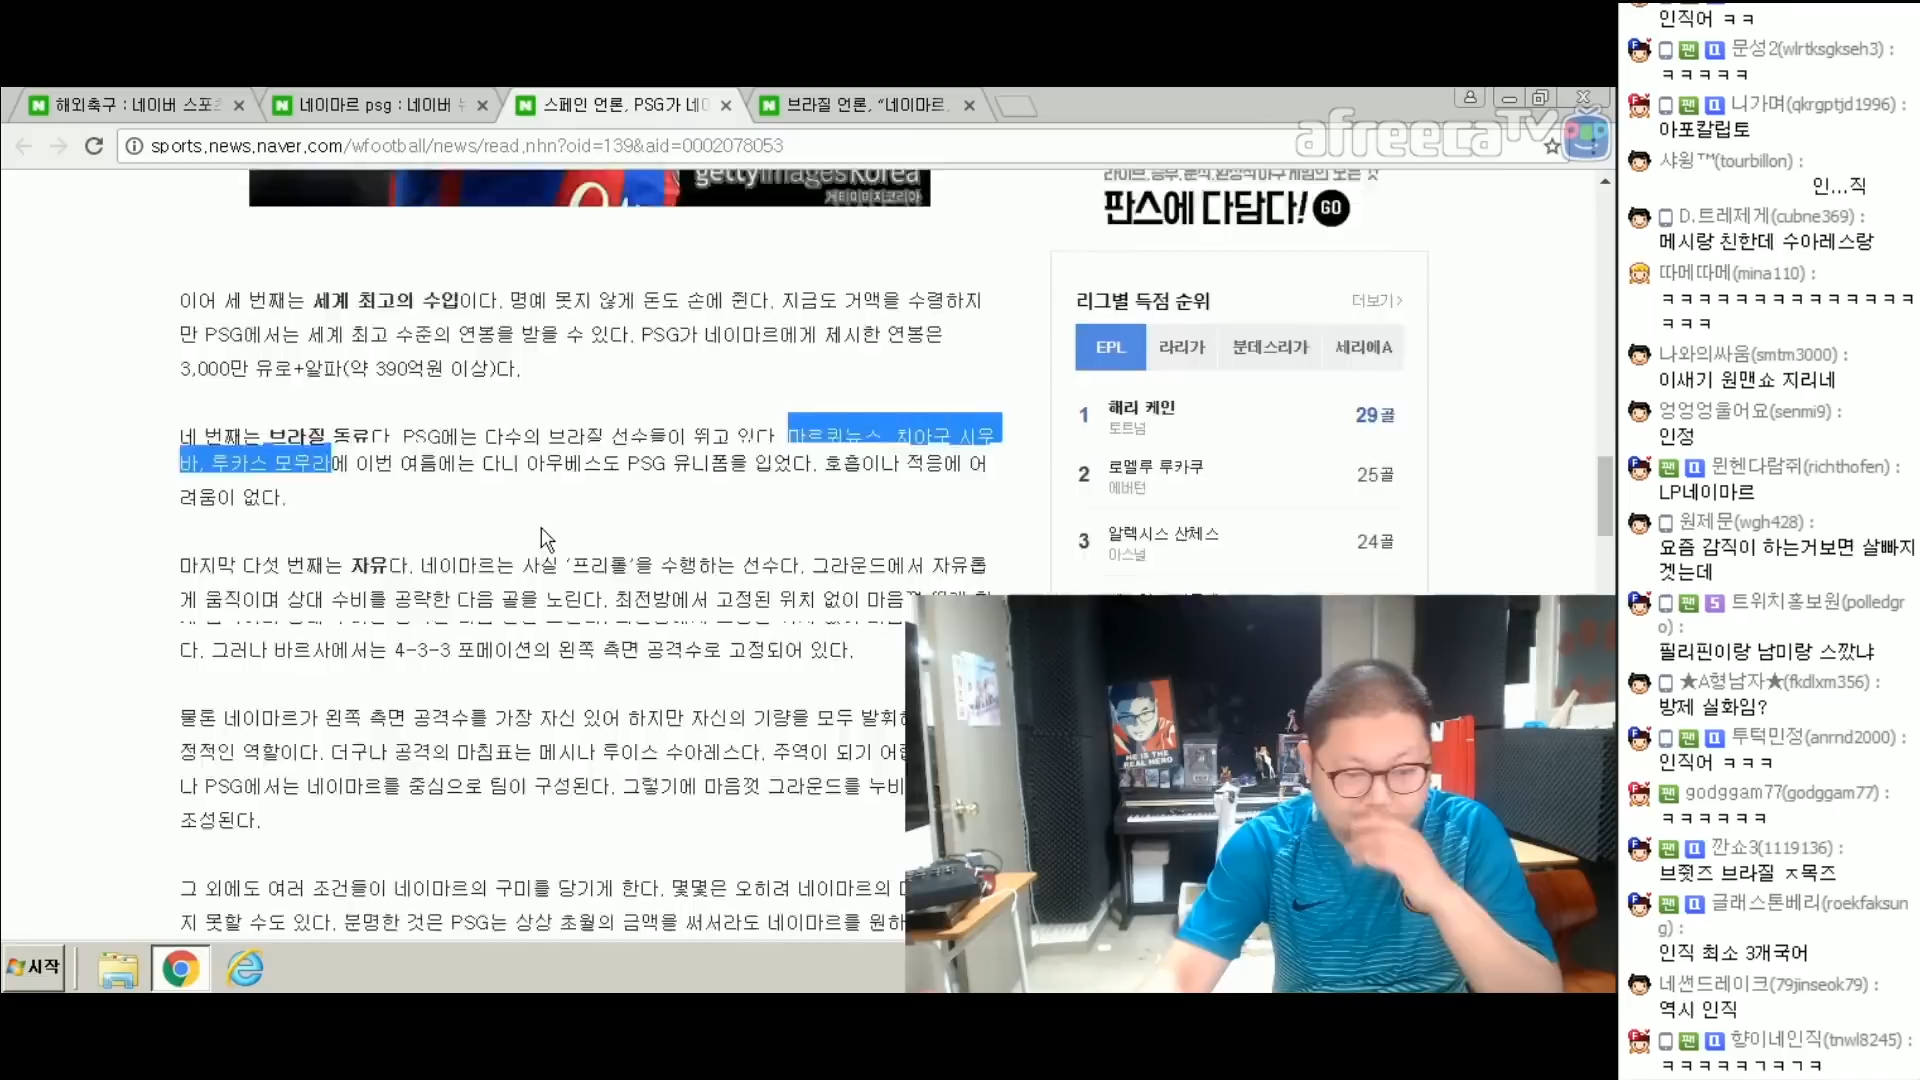 해외축구 : 네이버 스포츠
네이마르 psg : 네이버
스페인 언론, PSG가 네이
브라질 언론, "네이마르,
sports.news.naver.com/wfootball/news/read.nhn?oid=139&aid=0002078053
afreecaTV
gettyimagesKorea
게티이미지코리아
이어 세 번째는 세계 최고의 수입이다. 명예 못지 않게 돈도 손에 쥔다. 지금도 거액을 수령하지
만 PSG에서는 세계 최고 수준의 연봉을 받을 수 있다. PSG가 네이마르에게 제시한 연봉은
3,000만 유로+알파(약 390억원 이상)다.
네 번째는 브라질 동료다. PSG에는 다수의 브라질 선수들이 뛰고 있다. 마르퀴뉴스, 치아구 시우
바, 루카스 모우라에 이번 여름에는 다니 아우베스도 PSG 유니폼을 입었다. 호흡이나 적응에 어
려움이 없다.
마지막 다섯 번째는 자유다. 네이마르는 사실 '프리롤'을 수행하는 선수다. 그라운드에서 자유롭
게 움직이며 상대 수비를 공략한 다음 골을 노린다. 최전방에서 고정된 위치 없이
다. 그러나 바르사에서는 4-3-3 포메이션의 왼쪽 측면 공격수로 고정되어 있다.
물론 네이마르가 왼쪽 측면 공격수를 가장 자신 있어 하지만 자신의 기량을 모두 발휘
정적인 역할이다. 더구나 공격의 마침표는 메시나 루이스 수아레스다. 주역이 되기
나 PSG에서는 네이마르를 중심으로 팀이 구성된다. 그렇기에 마음껏 그라운드를 누비
조성된다.
그 외에도 여러 조건들이 네이마르의 구미를 당기게 한다. 몇몇은 오히려 네이마르의
지 못할 수도 있다. 분명한 것은 PSG는 상상 초월의 금액을 써서라도 네이마르를 원하
판스에 다담다! GO
리그별 득점 순위
더보기>
EPL 라리가 분데스리가 세리에A
1 해리 케인 29골
토트넘
2 로멜루 루카쿠 25골
에버턴
3 알렉시스 산체스 24골
아스널
HE IS THE
REAL HERO
시작
인직어 ㅋㅋ
팬 문성2(wlrtksgkseh3) :
ㅋㅋㅋㅋㅋ
팬 니가며(qkrgptjd1996) :
아포칼립토
샤윙™(tourbillon) :
인...직
D.트레제게(cubne369) :
메시랑 친한데 수아레스랑
따메따메(mina110) :
ㅋㅋㅋㅋㅋㅋㅋㅋㅋㅋㅋㅋㅋㅋ
ㅋㅋㅋ
나와의싸움(smtm3000) :
이새기 원맨쇼 지리네
엉엉엉울어요(senmi9) :
인정
팬 뮌헨다람쥐(richthofen) :
LP네이마르
원제문(wgh428) :
요즘 감직이 하는거보면 살빠지
겟는데
팬 S 트위치홍보원(polledgr
o) :
필리핀이랑 남미랑 스깠냐
★A형남자★(fkdlxm356) :
방제 실화임?
팬 투턱민정(anrnd2000) :
인직어 ㅋㅋㅋ
팬 godggam77(godggam77) :
ㅋㅋㅋㅋㅋㅋ
팬 깐쇼3(1119136) :
브줫즈 브라질 ㅈ목즈
팬 글래스톤베리(roekfaksun
g) :
인직 최소 3개국어
네썬드레이크(79jinseok79) :
역시 인직
팬 향이네인직(tnwl8245) :
ㅋㅋㅋㅋㅋㅋㄱㄱㅋ